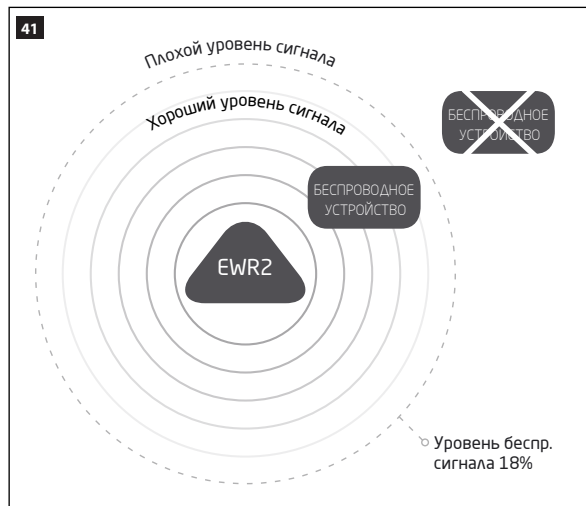 41
Плохой уровень сигнала
Хороший уровень сигнала
БЕСПРОВОДНОЕ
УСТРОЙСТВО
БЕСПРОВОДНОЕ
УСТРОЙСТВО
EWR2
Уровень беспр.
сигнала 18%